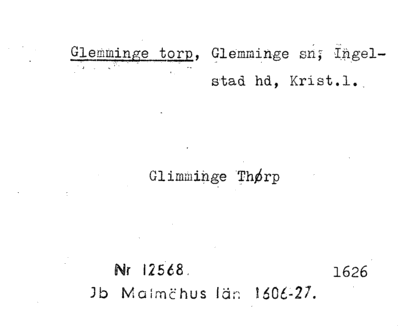 Glemminge torp, Glemminge sn, Ingel-
stad hd, Krist.l.
Glimminge Thørp
Nr 12568.
1626
Jb Malmöhus län 1606-27.